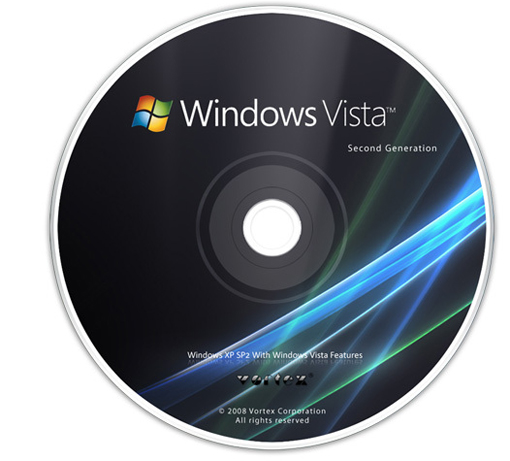 Windows Vista™
Second Generation
Windows XP SP2 With Windows Vista Features
vorteX®
© 2008 Vortex Corporation
All rights reserved